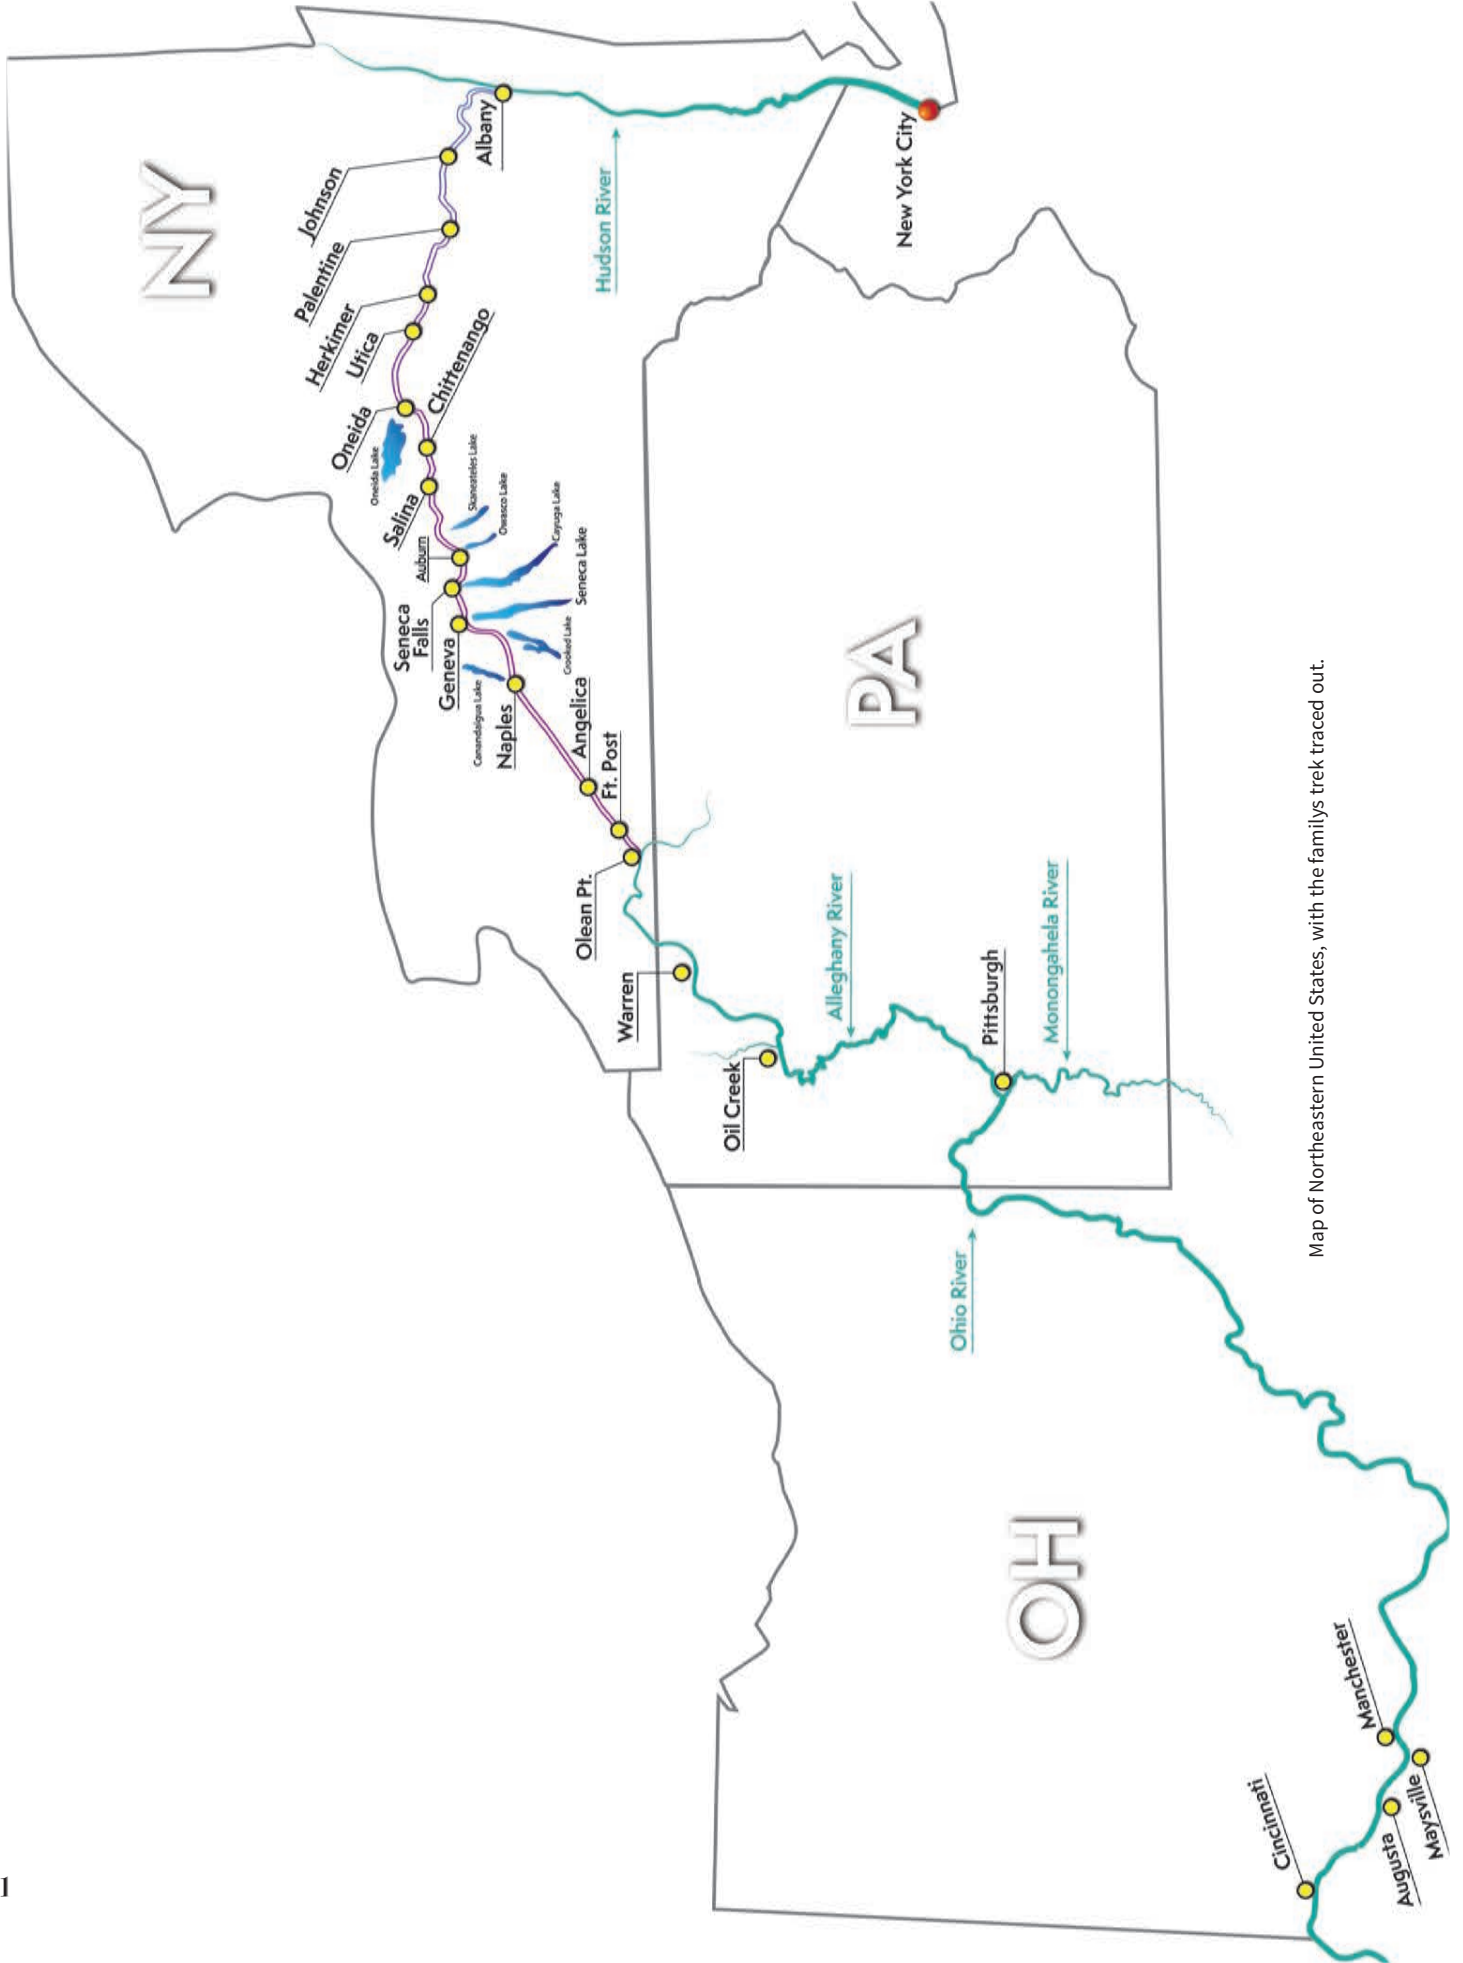 1
NY
Johnson
Palentine
Herkimer
Utica
Oneida
Oneida Lake
Salina
Auburn
Seneca
Falls
Geneva
Canandaigua Lake
Naples
Albany
Chittenango
Skaneateles Lake
Owasco Lake
Cayuga Lake
Seneca Lake
Crooked Lake
Angelica
Ft. Post
Olean Pt.
Hudson River
New York City
Warren
Oil Creek
PA
Alleghany River
Pittsburgh
Monongahela River
Ohio River
OH
Manchester
Cincinnati
Augusta
Maysville
Map of Northeastern United States, with the familys trek traced out.